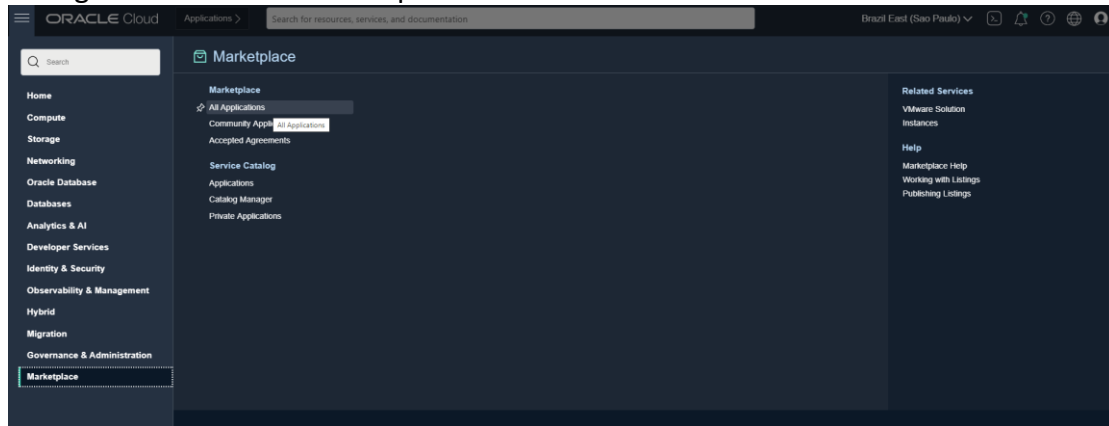 ORACLE Cloud
Applications >
Search for resources, services, and documentation
Brazil East (Sao Paulo)
Search
Home
Compute
Storage
Networking
Oracle Database
Databases
Analytics & AI
Developer Services
Identity & Security
Observability & Management
Hybrid
Migration
Governance & Administration
Marketplace
Marketplace
Marketplace
All Applications
Community
All Applications
Accepted Agreements
Service Catalog
Applications
Catalog Manager
Private Applications
Related Services
VMware Solution
Instances
Help
Marketplace Help
Working with Listings
Publishing Listings